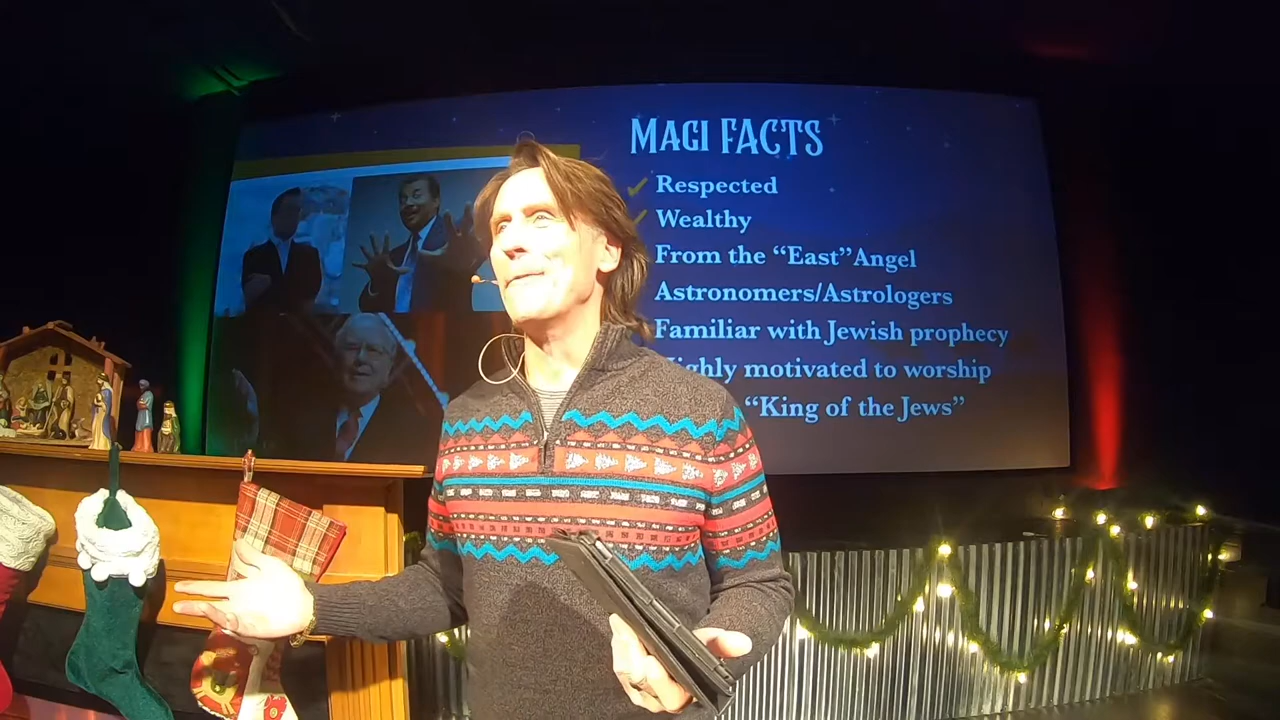 MAGI FACTS
Respected
Wealthy
From the “East”Angel
Astronomers/Astrologers
Familiar with Jewish prophecy
motivated to worship
“King of the Jews”